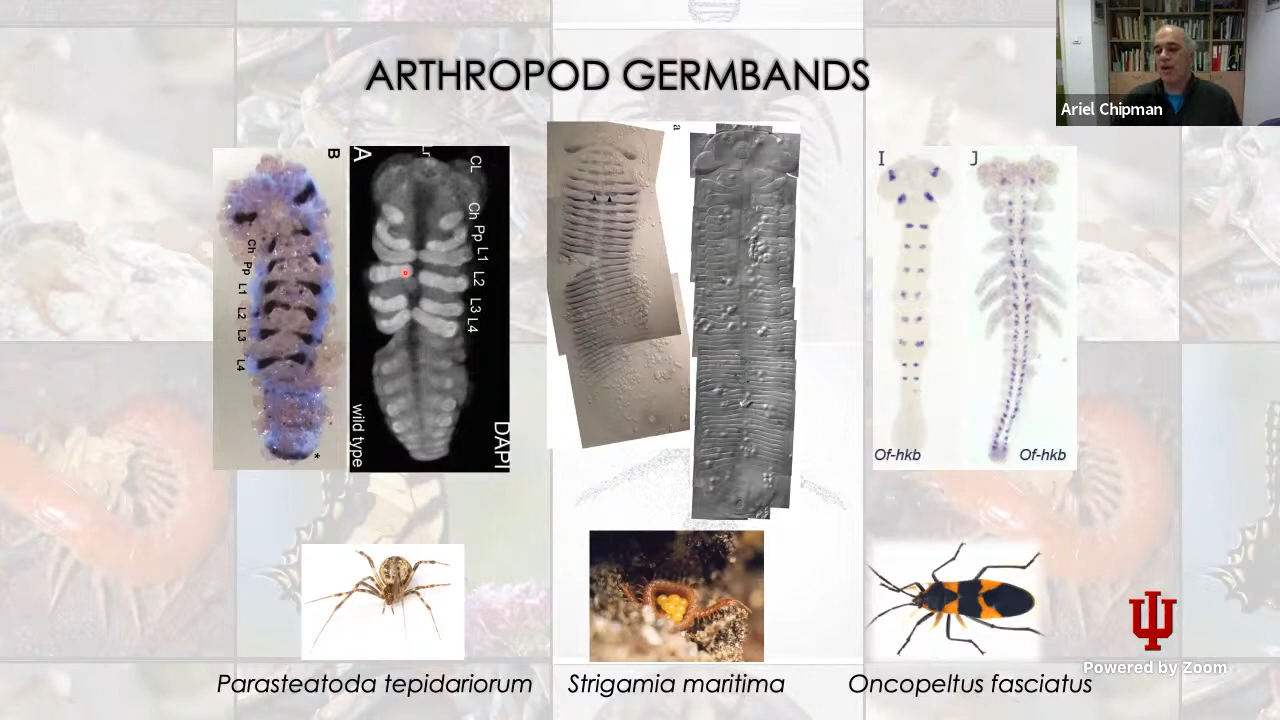 ARTHROPOD GERMBANDS
Ariel Chipman
B
Ch
Pp
L1
L2
L3
L4
*
A
Lr
CL
Ch
Pp
L1
L2
L3
L4
wild type
DAPI
a
I
J
Of-hkb
Of-hkb
Powered by Zoom
Parasteatoda tepidariorum
Strigamia maritima
Oncopeltus fasciatus